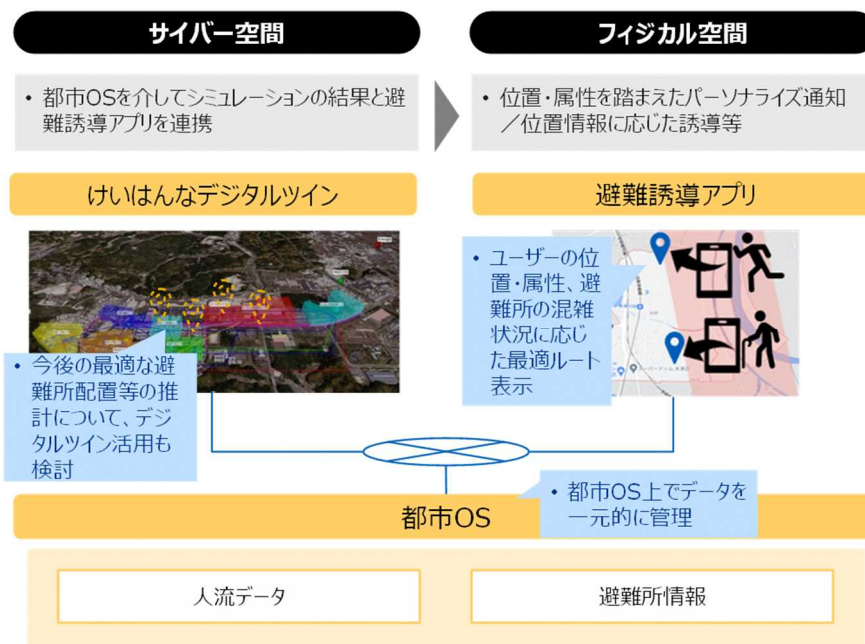 サイバー空間
フィジカル空間
• 都市OSを介してシミュレーションの結果と避
難誘導アプリを連携
• 位置・属性を踏まえたパーソナライズ通知
／位置情報に応じた誘導等
けいはんなデジタルツイン
避難誘導アプリ
• ユーザーの位
置・属性、避
難所の混雑
状況に応じ
た最適ルート
表示
• 今後の最適な避
難所配置等の推
計について、デジ
タルツイン活用も
検討
• 都市OS上でデータを
一元的に管理
都市OS
人流データ
避難所情報